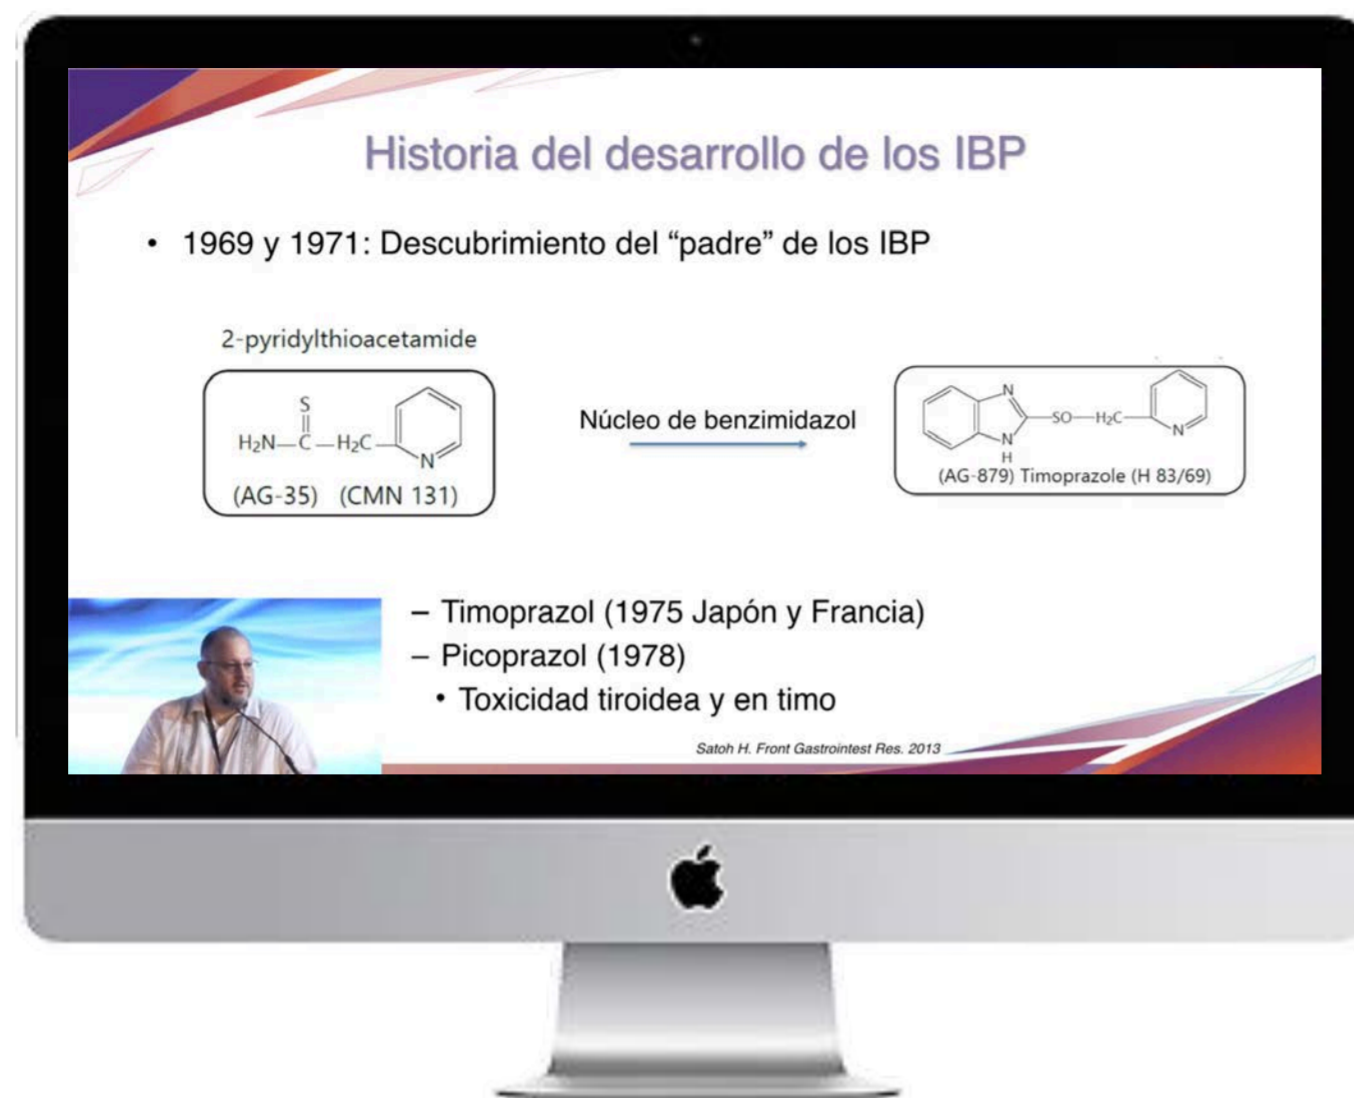 Historia del desarrollo de los IBP
• 1969 y 1971: Descubrimiento del “padre” de los IBP
2-pyridylthioacetamide
S
H₂N—C—H₂C—
N
(AG-35) (CMN 131)
Núcleo de benzimidazol
N
SO—H₂C
N
N
H
(AG-879) Timoprazole (H 83/69)
– Timoprazol (1975 Japón y Francia)
– Picoprazol (1978)
• Toxicidad tiroidea y en timo
Satoh H. Front Gastrointest Res. 2013